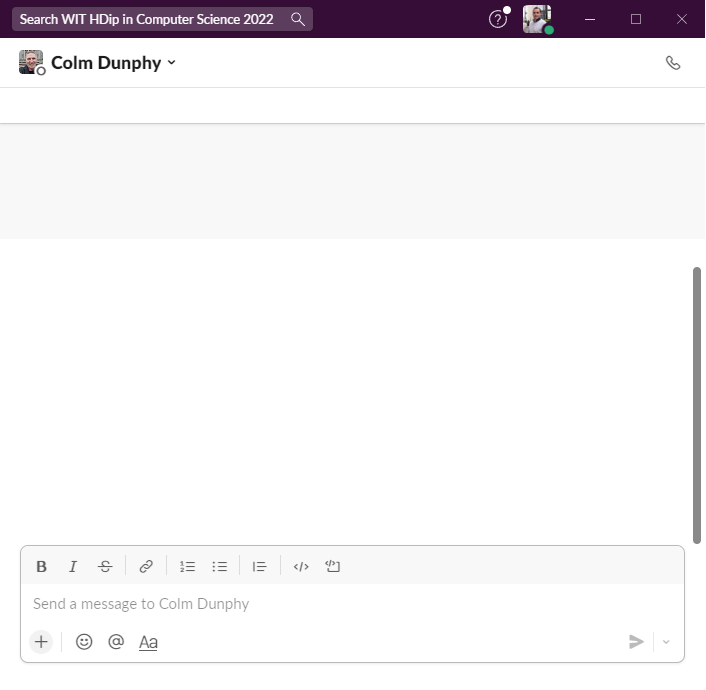 Search WIT HDip in Computer Science 2022
Colm Dunphy
Send a message to Colm Dunphy
Aa